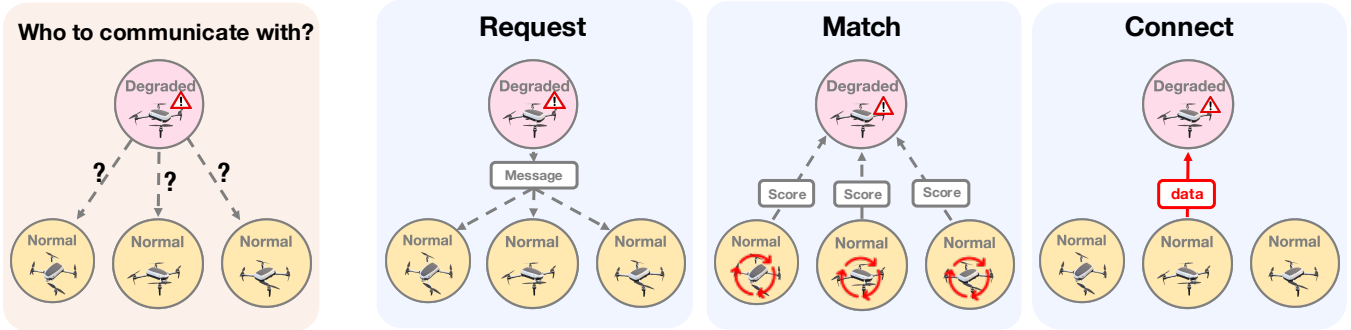 Who to communicate with?
Degraded
!
?
?
?
Normal
Normal
Normal
Request
Degraded
!
Message
Normal
Normal
Normal
Match
Degraded
!
Score
Score
Score
Normal
Normal
Normal
Connect
Degraded
!
data
Normal
Normal
Normal